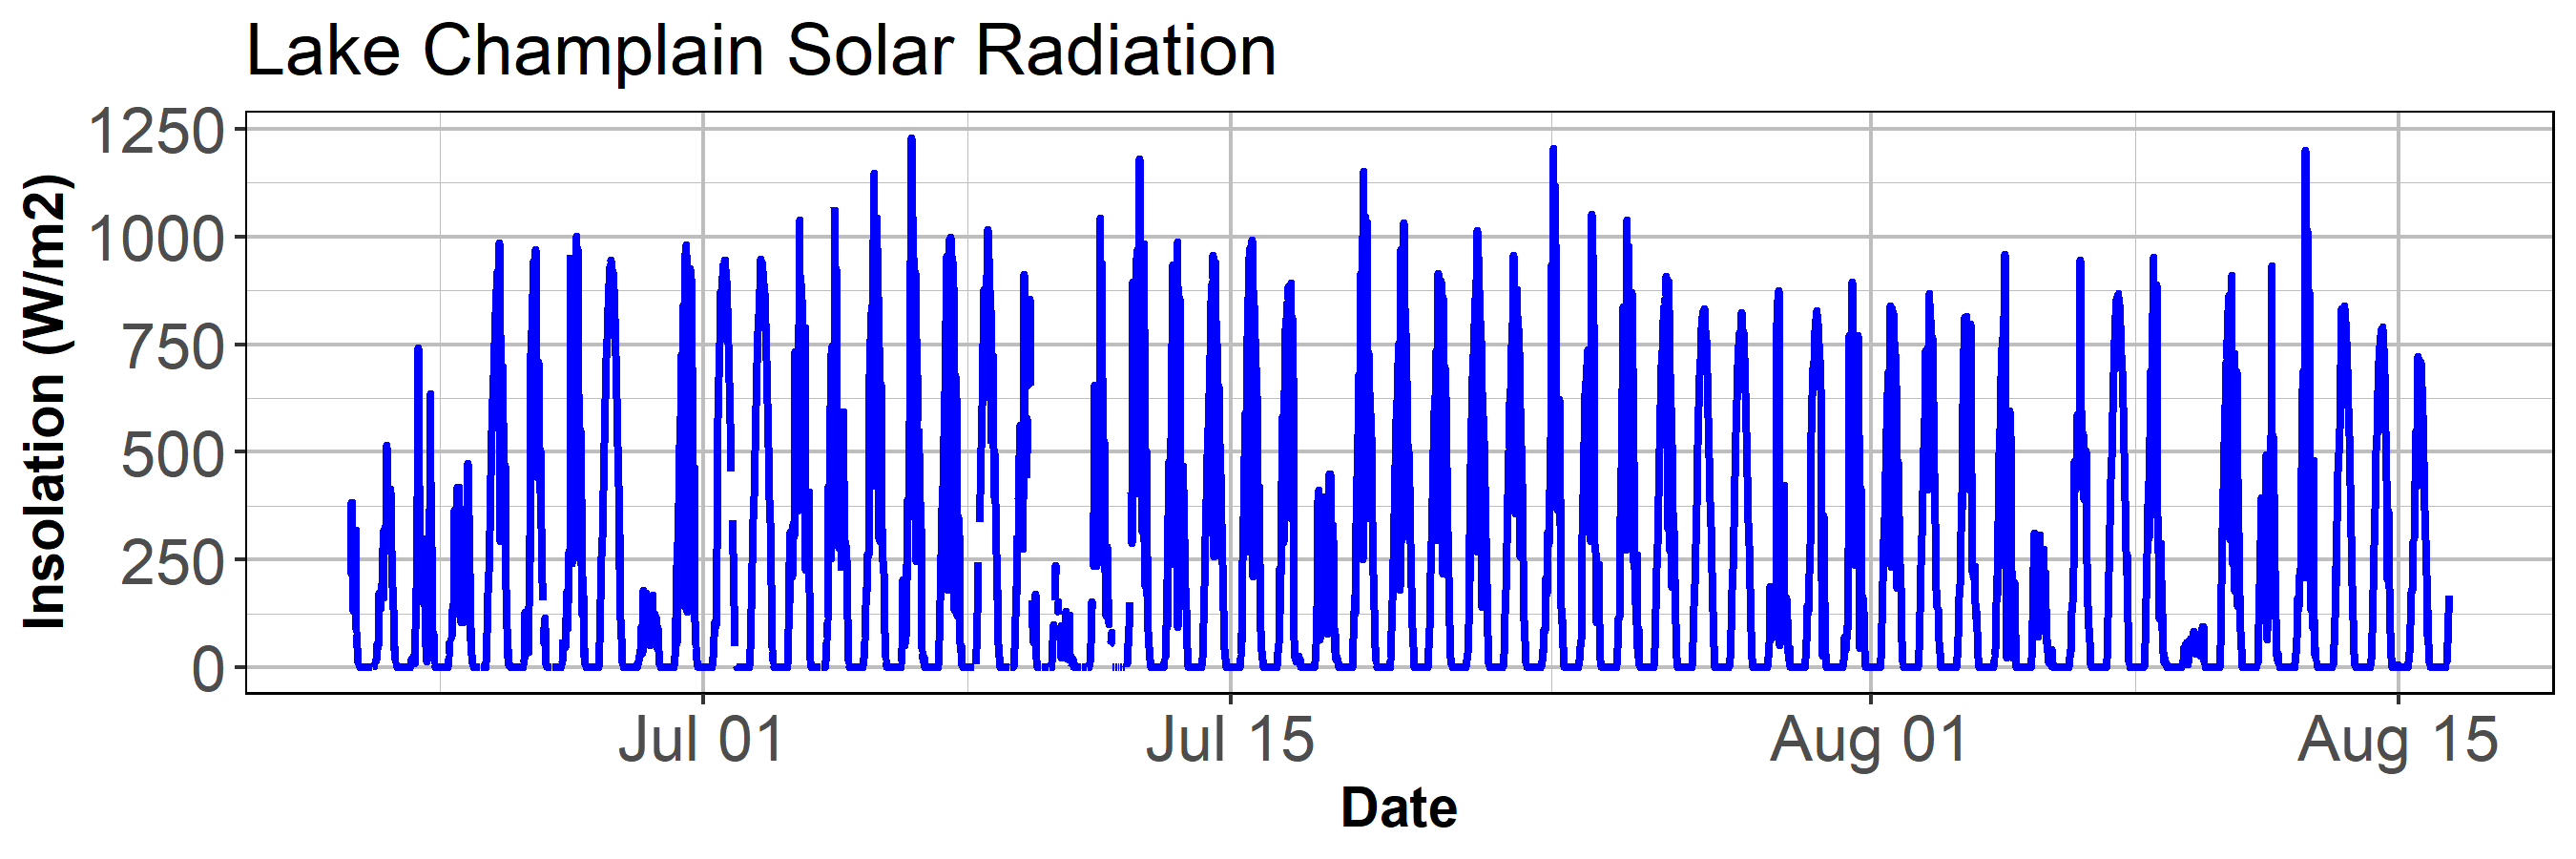 Lake Champlain Solar Radiation
Insolation (W/m2)
1250
1000
750
500
250
0
Jul 01
Jul 15
Aug 01
Aug 15
Date